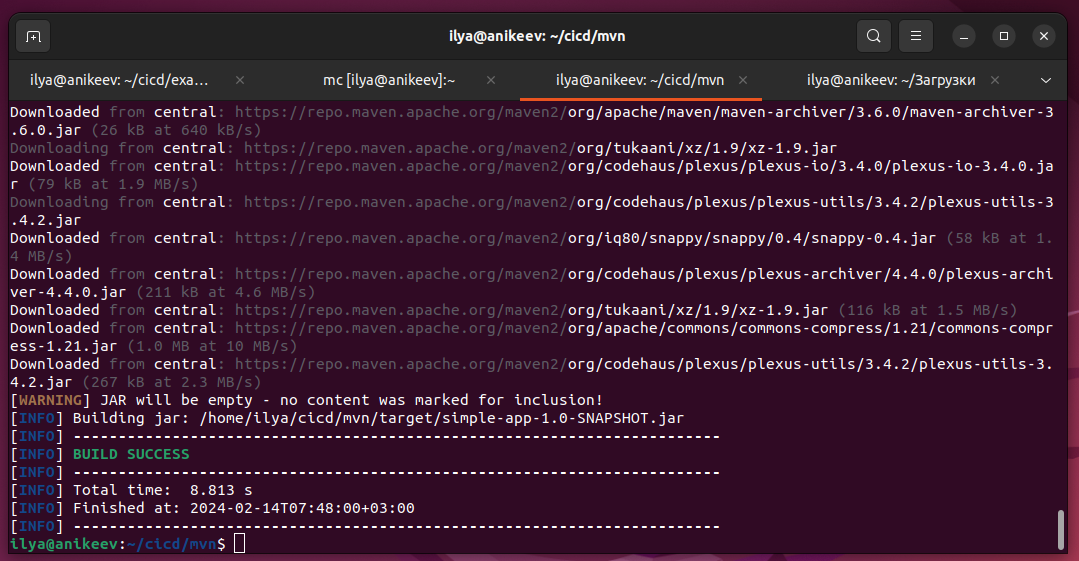 ilya@anikeev: ~/cicd/mvn
ilya@anikeev: ~/cicd/exa...
mc [ilya@anikeev]:~
ilya@anikeev: ~/cicd/mvn
ilya@anikeev: ~/Загрузки
Downloaded from central: https://repo.maven.apache.org/maven2/org/apache/maven/maven-archiver/3.6.0/maven-archiver-3
.6.0.jar (26 kB at 640 kB/s)
Downloading from central: https://repo.maven.apache.org/maven2/org/tukaani/xz/1.9/xz-1.9.jar
Downloaded from central: https://repo.maven.apache.org/maven2/org/codehaus/plexus/plexus-io/3.4.0/plexus-io-3.4.0.ja
r (79 kB at 1.9 MB/s)
Downloading from central: https://repo.maven.apache.org/maven2/org/codehaus/plexus/plexus-utils/3.4.2/plexus-utils-3
.4.2.jar
Downloaded from central: https://repo.maven.apache.org/maven2/org/iq80/snappy/snappy/0.4/snappy-0.4.jar (58 kB at 1.
4 MB/s)
Downloaded from central: https://repo.maven.apache.org/maven2/org/codehaus/plexus/plexus-archiver/4.4.0/plexus-archi
ver-4.4.0.jar (211 kB at 4.6 MB/s)
Downloaded from central: https://repo.maven.apache.org/maven2/org/tukaani/xz/1.9/xz-1.9.jar (116 kB at 1.5 MB/s)
Downloaded from central: https://repo.maven.apache.org/maven2/org/apache/commons/commons-compress/1.21/commons-compr
ess-1.21.jar (1.0 MB at 10 MB/s)
Downloaded from central: https://repo.maven.apache.org/maven2/org/codehaus/plexus/plexus-utils/3.4.2/plexus-utils-3.
4.2.jar (267 kB at 2.3 MB/s)
[WARNING] JAR will be empty - no content was marked for inclusion!
[INFO] Building jar: /home/ilya/cicd/mvn/target/simple-app-1.0-SNAPSHOT.jar
[INFO] ------------------------------------------------------------------------
[INFO] BUILD SUCCESS
[INFO] ------------------------------------------------------------------------
[INFO] Total time:  8.813 s
[INFO] Finished at: 2024-02-14T07:48:00+03:00
[INFO] ------------------------------------------------------------------------
ilya@anikeev:~/cicd/mvn$